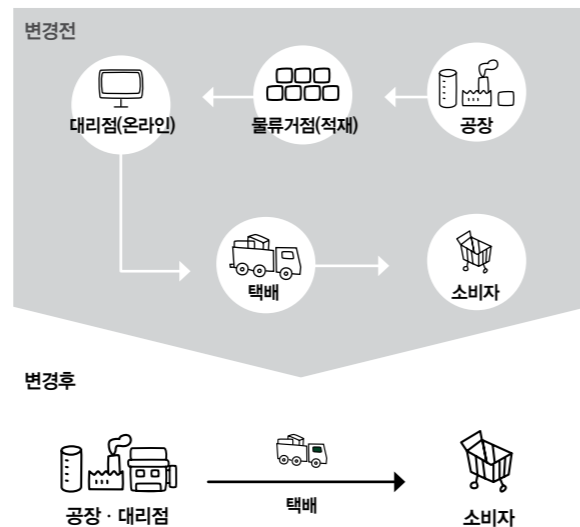 변경전
대리점(온라인)
물류거점(적재)
공장
택배
소비자
변경후
공장 · 대리점
택배
소비자